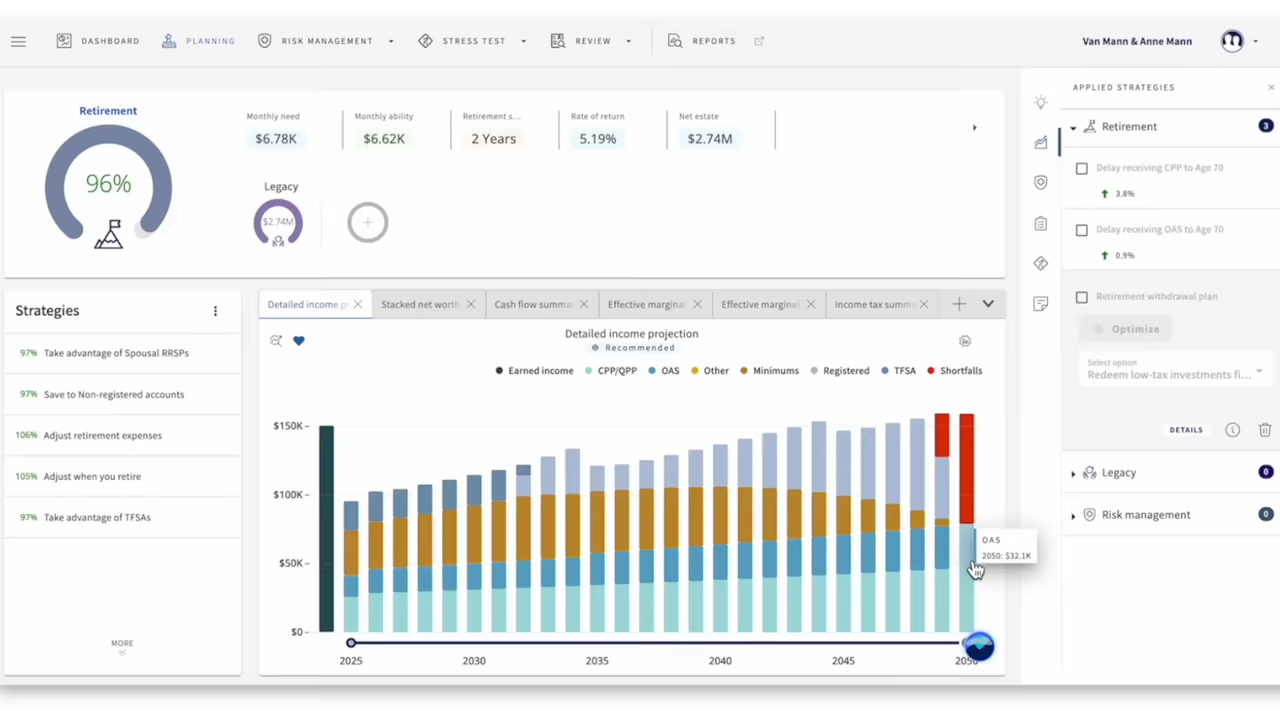 DASHBOARD
PLANNING
RISK MANAGEMENT
STRESS TEST
REVIEW
REPORTS
Van Mann & Anne Mann
Retirement
96%
Monthly need
$6.78K
Monthly ability
$6.62K
Retirement s...
2 Years
Rate of return
5.19%
Net estate
$2.74M
Legacy
$2.74M
Strategies
97% Take advantage of Spousal RRSPs
97% Save to Non-registered accounts
106% Adjust retirement expenses
105% Adjust when you retire
97% Take advantage of TFSAs
MORE
Detailed income pr
Stacked net worth
Cash flow summa
Effective marginal
Effective marginal
Income tax summ
Detailed income projection
Recommended
Earned income
CPP/QPP
OAS
Other
Minimums
Registered
TFSA
Shortfalls
$150K
$100K
$50K
$0
OAS
2050: $32.1K
2025
2030
2035
2040
2045
2050
APPLIED STRATEGIES
Retirement
3
Delay receiving CPP to Age 70
3.8%
Delay receiving OAS to Age 70
0.9%
Retirement withdrawal plan
Optimize
Select option
Redeem low-tax investments fi...
DETAILS
Legacy
0
Risk management
0